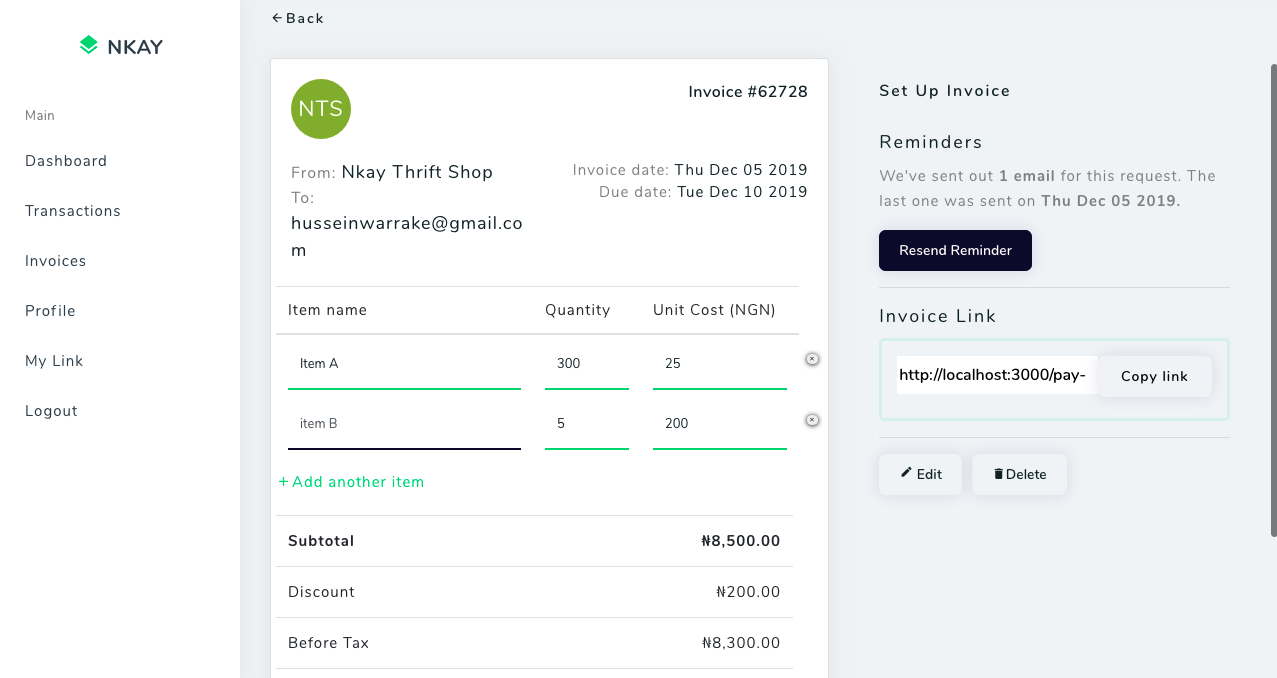 NKAY
Main
Dashboard
Transactions
Invoices
Profile
My Link
Logout
Back
NTS
Invoice #62728
From: Nkay Thrift Shop
To:
husseinwarrake@gmail.co
m
Invoice date: Thu Dec 05 2019
Due date: Tue Dec 10 2019
Item name Quantity Unit Cost (NGN)
Item A 300 25
item B 5 200
+ Add another item
Subtotal ₦8,500.00
Discount ₦200.00
Before Tax ₦8,300.00
Set Up Invoice
Reminders
We've sent out 1 email for this request. The
last one was sent on Thu Dec 05 2019.
Resend Reminder
Invoice Link
http://localhost:3000/pay-
Copy link
Edit
Delete